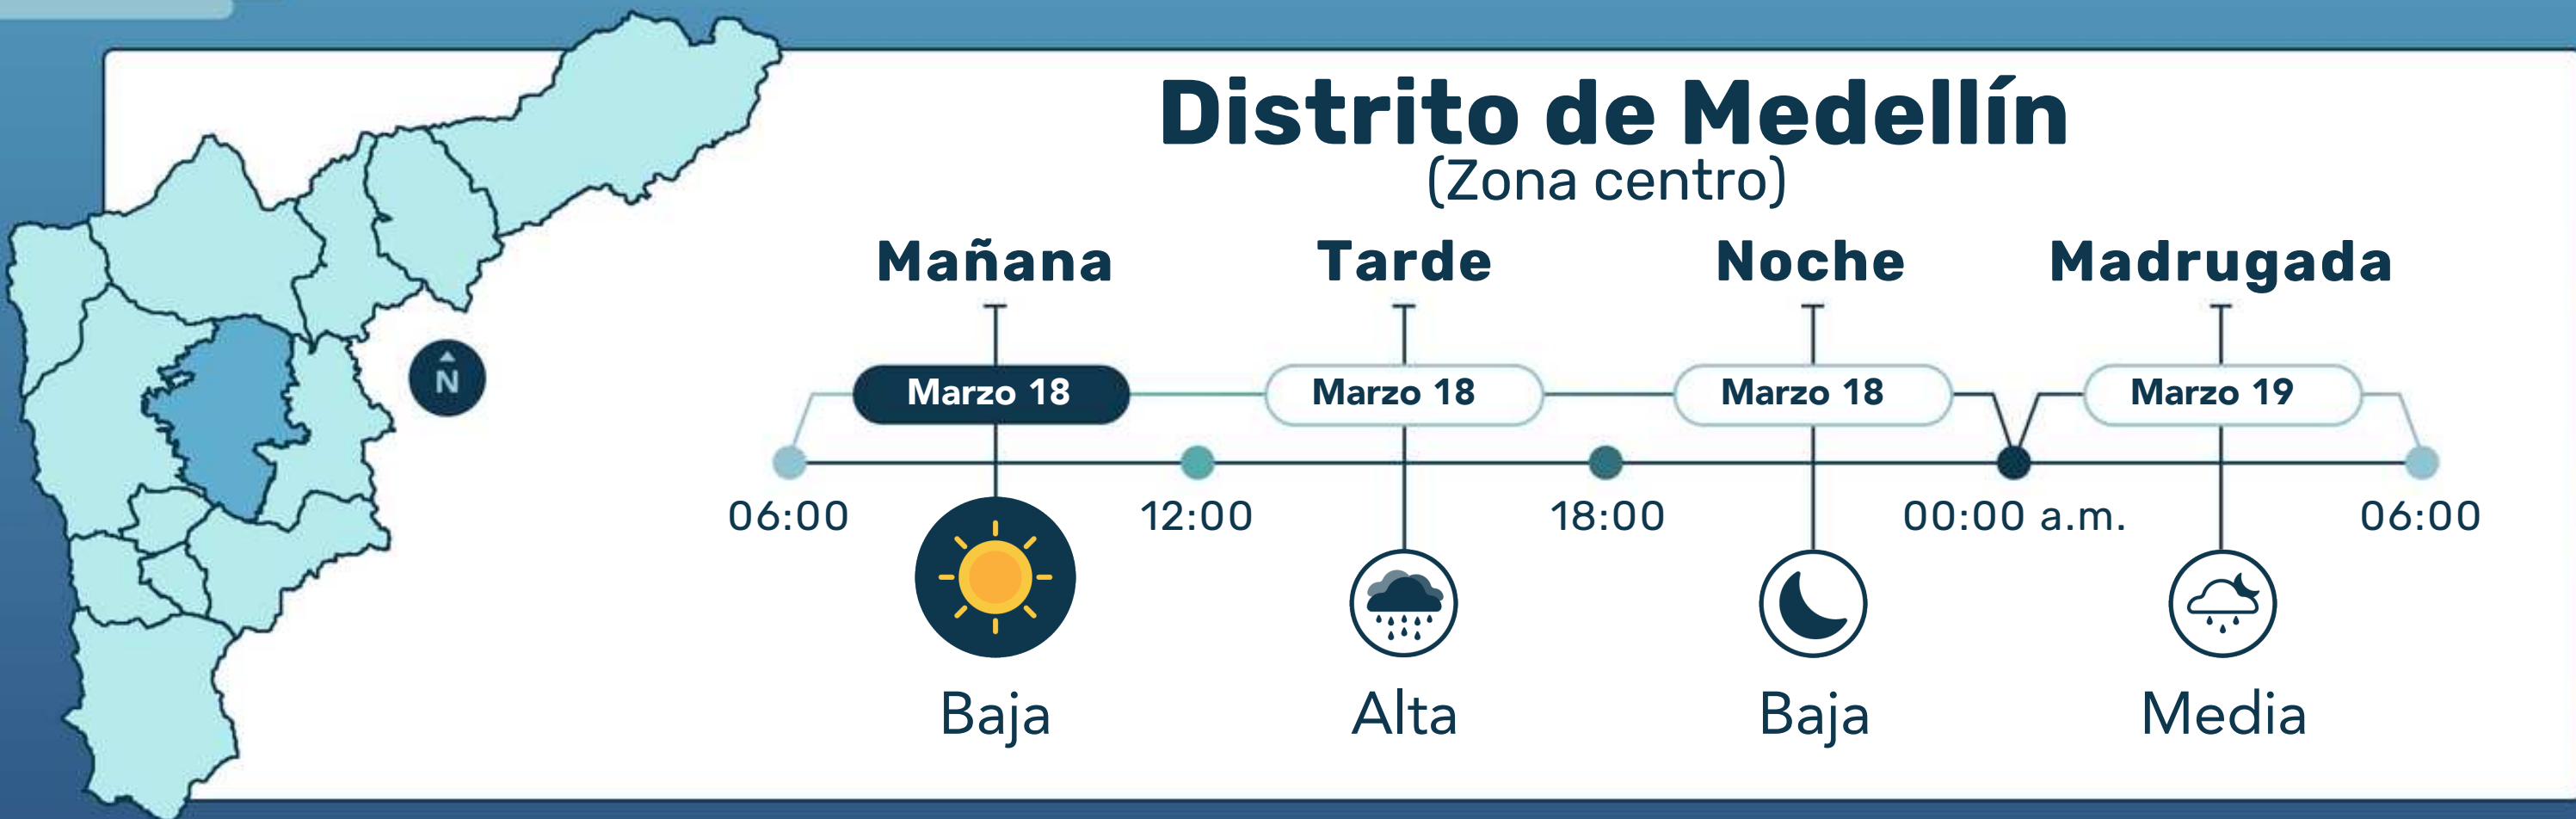 Distrito de Medellín
(Zona centro)
Mañana Tarde Noche Madrugada
N
Marzo 18 Marzo 18 Marzo 18 Marzo 19
06:00 12:00 18:00 00:00 a.m. 06:00
Baja Alta Baja Media